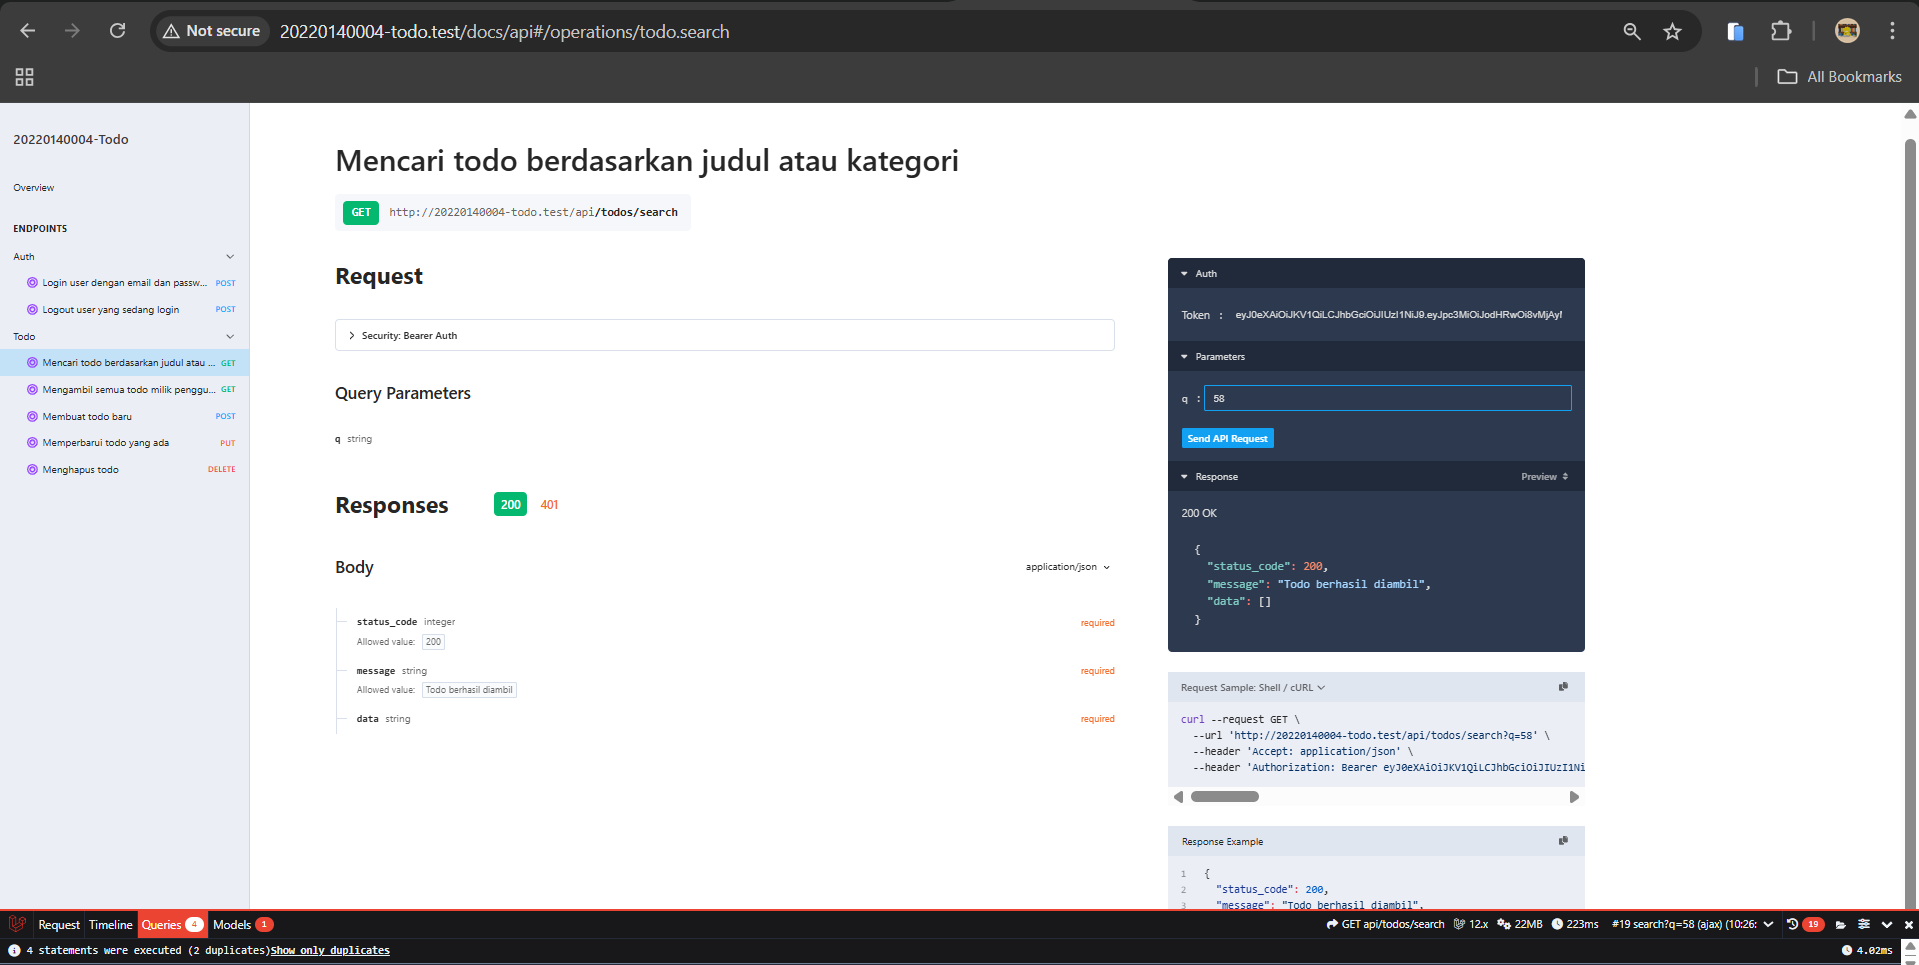 Not secure
20220140004-todo.test/docs/api#/operations/todo.search
All Bookmarks
20220140004-Todo
Overview
ENDPOINTS
Auth
Login user dengan email dan passw... POST
Logout user yang sedang login POST
Todo
Mencari todo berdasarkan judul atau ... GET
Mengambil semua todo milik penggu... GET
Membuat todo baru POST
Memperbarui todo yang ada PUT
Menghapus todo DELETE
Mencari todo berdasarkan judul atau kategori
GET http://20220140004-todo.test/api/todos/search
Request
Security: Bearer Auth
Query Parameters
q string
Responses 200 401
Body application/json
status_code integer required
Allowed value: 200
message string required
Allowed value: Todo berhasil diambil
data string required
Auth
Token : eyJ0eXAiOiJKV1QiLCJhbGciOiJIUzI1NiJ9.eyJpc3MiOiJodHRwOi8vMjAyM
Parameters
q : 58
Send API Request
Response Preview
200 OK
{
"status_code": 200,
"message": "Todo berhasil diambil",
"data": []
}
Request Sample: Shell / cURL
curl --request GET \
--url 'http://20220140004-todo.test/api/todos/search?q=58' \
--header 'Accept: application/json' \
--header 'Authorization: Bearer eyJ0eXAiOiJKV1QiLCJhbGciOiJIUzI1Ni
Response Example
1 {
2 "status_code": 200,
3 "message": "Todo berhasil diambil",
Request Timeline Queries 4 Models 1 GET api/todos/search 12.x 22MB 223ms #19 search?q=58 (ajax) (10:26: 19
4 statements were executed (2 duplicates)Show only duplicates 4.02ms